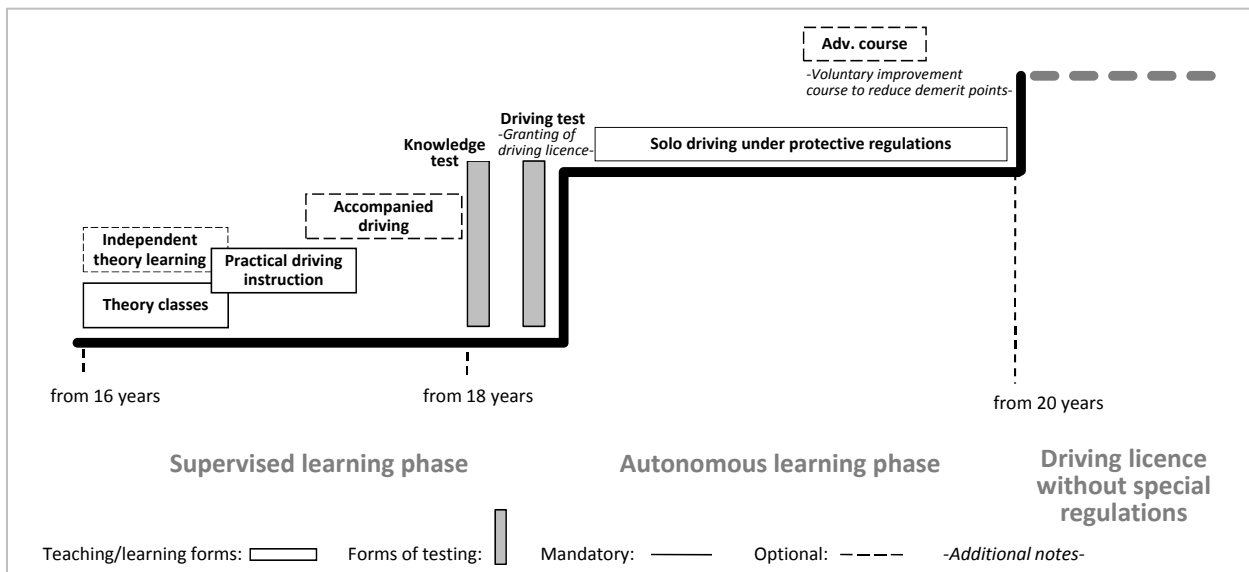 Adv. course
-Voluntary improvement
course to reduce demerit points-
Driving test
-Granting of
driving licence-
Knowledge
test
Solo driving under protective regulations
Accompanied
driving
Independent
theory learning
Practical driving
instruction
Theory classes
from 16 years
from 18 years
from 20 years
Supervised learning phase
Autonomous learning phase
Driving licence
without special
regulations
Teaching/learning forms:
Forms of testing:
Mandatory:
Optional:
-Additional notes-